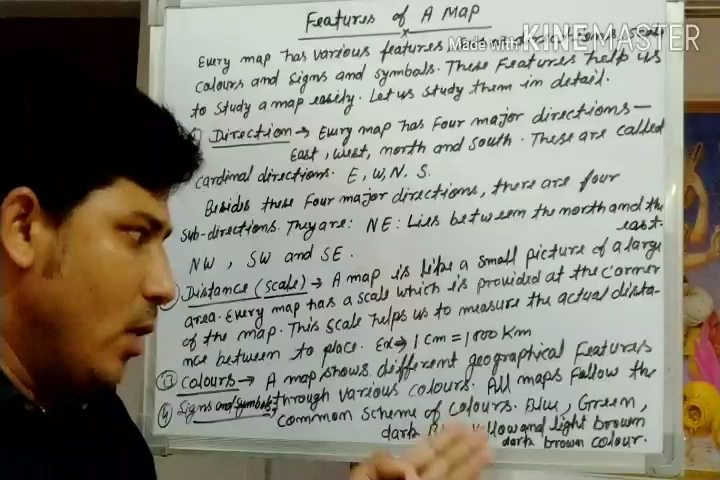 Features of A Map
Made with KINEMASTER
Every map has various features,
colours and signs and symbols. These Features help us
to study a map easily. Let us study them in detail.
Direction → Every map has Four major directions—
East, west, north and south. These are called
cardinal directions. E, W, N. S.
Besides these Four major directions, there are four
sub-directions. They are: NE: Lies between the north and the
east.
NW, SW and SE.
Distance (scale) → A map is like a small picture of a large
area. Every map has a scale which is provided at the corner
of the map. This scale helps us to measure the actual dista-
nce between to place. Ex⇒ 1 cm = 1000 Km
Colours → A map shows different geographical Features
through various colours. All maps Follow the
④ Signs and symbols
common scheme of colours. Blue, Green,
dark and light brown
dark brown colour.